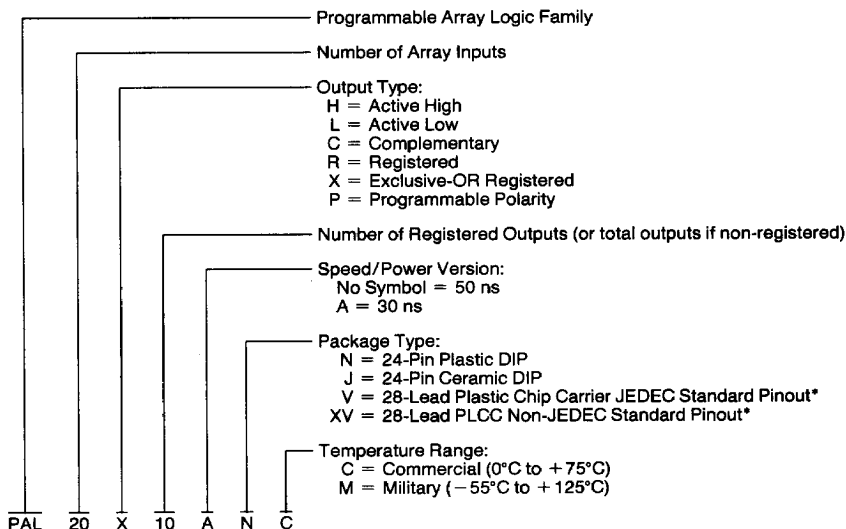 Programmable Array Logic Family
Number of Array Inputs
Output Type:
H = Active High
L = Active Low
C = Complementary
R = Registered
X = Exclusive-OR Registered
P = Programmable Polarity
Number of Registered Outputs (or total outputs if non-registered)
Speed/Power Version:
No Symbol = 50 ns
A = 30 ns
Package Type:
N = 24-Pin Plastic DIP
J = 24-Pin Ceramic DIP
V = 28-Lead Plastic Chip Carrier JEDEC Standard Pinout*
XV = 28-Lead PLCC Non-JEDEC Standard Pinout*
Temperature Range:
C = Commercial (0°C to +75°C)
M = Military (−55°C to +125°C)
PAL 20 X 10 A N C